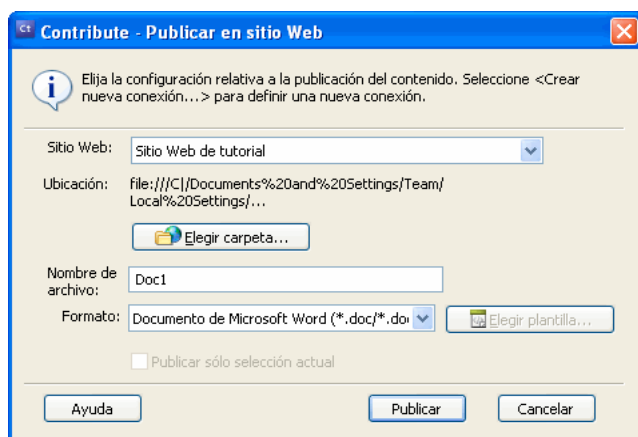 Ct Contribute - Publicar en sitio Web
Elija la configuración relativa a la publicación del contenido. Seleccione <Crear
nueva conexión...> para definir una nueva conexión.
Sitio Web: Sitio Web de tutorial
Ubicación: file:///C|/Documents%20and%20Settings/Team/
Local%20Settings/...
Elegir carpeta...
Nombre de
archivo: Doc1
Formato: Documento de Microsoft Word (*.doc/*.do Elegir plantilla...
Publicar sólo selección actual
Ayuda Publicar Cancelar